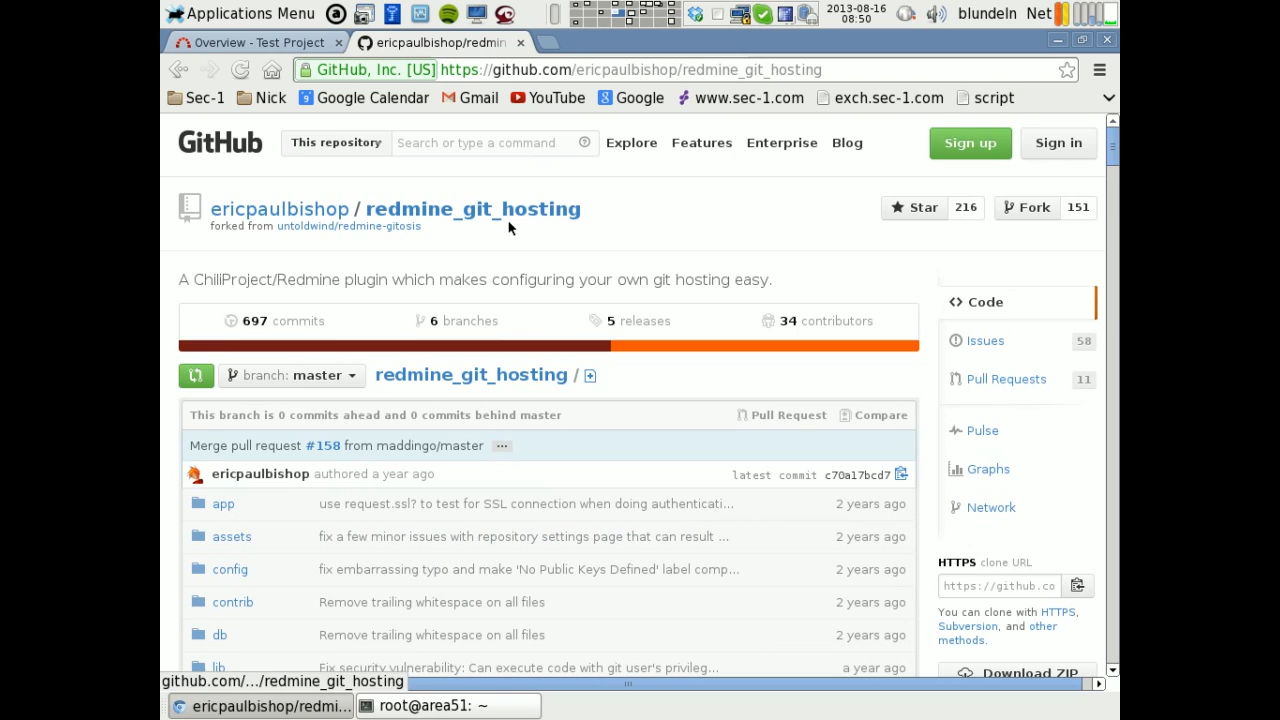 Applications Menu
2013-08-16
08:50
blundeln Net
Overview - Test Project
ericpaulbishop/redmin
GitHub, Inc. [US] https://github.com/ericpaulbishop/redmine_git_hosting
Sec-1 Nick Google Calendar Gmail YouTube Google www.sec-1.com exch.sec-1.com script
GitHub This repository Search or type a command Explore Features Enterprise Blog Sign up Sign in
ericpaulbishop / redmine_git_hosting Star 216 Fork 151
forked from untoldwind/redmine-gitosis
A ChiliProject/Redmine plugin which makes configuring your own git hosting easy.
697 commits 6 branches 5 releases 34 contributors
branch: master redmine_git_hosting /
This branch is 0 commits ahead and 0 commits behind master Pull Request Compare
Merge pull request #158 from maddingo/master ...
ericpaulbishop authored a year ago latest commit c70a17bcd7
app use request.ssl? to test for SSL connection when doing authenticati... 2 years ago
assets fix a few minor issues with repository settings page that can result ... 2 years ago
config fix embarrassing typo and make 'No Public Keys Defined' label comp... 2 years ago
contrib Remove trailing whitespace on all files 2 years ago
db Remove trailing whitespace on all files 2 years ago
lib Fix security vulnerability: Can execute code with git user's privileg... a year ago
Code
Issues 58
Pull Requests 11
Pulse
Graphs
Network
HTTPS clone URL
https://github.co
You can clone with HTTPS,
Subversion, and other
methods.
Download ZIP
github.com/.../redmine_git_hosting
ericpaulbishop/redmi...
root@area51: ~